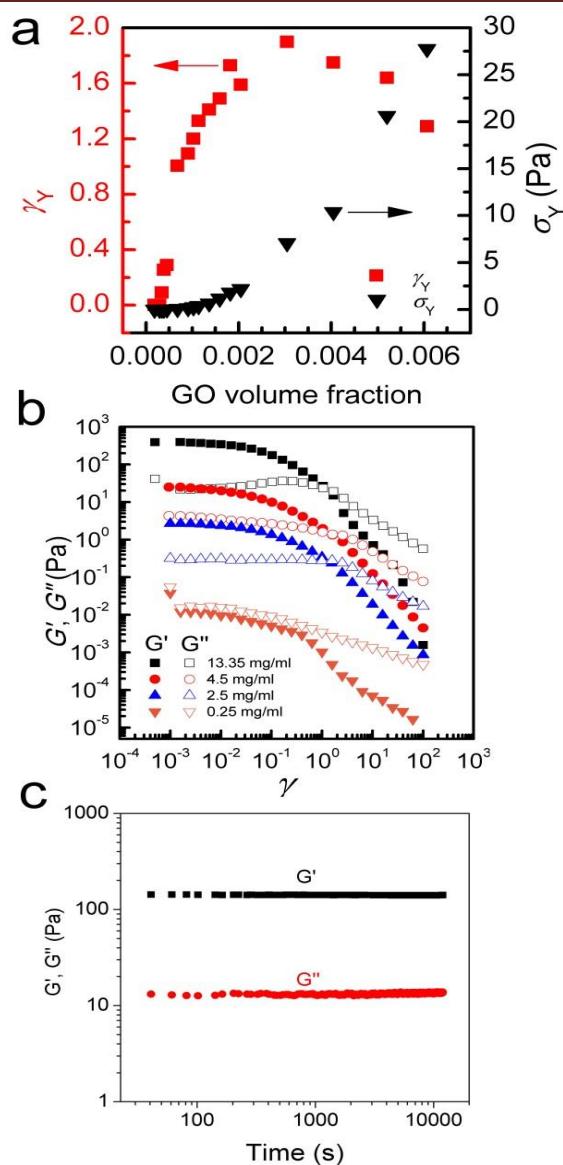 a
2.0
1.6
1.2
0.8
0.4
0.0
γY
30
25
20
15
10
5
0
σY (Pa)
γY
σY
0.000 0.002 0.004 0.006
GO volume fraction
b
10³
10²
10¹
10⁰
10⁻¹
10⁻²
10⁻³
10⁻⁴
10⁻⁵
G', G'' (Pa)
G' G''
13.35 mg/ml
4.5 mg/ml
2.5 mg/ml
0.25 mg/ml
10⁻⁴ 10⁻³ 10⁻² 10⁻¹ 10⁰ 10¹ 10² 10³
γ
c
1000
100
10
1
G', G'' (Pa)
G'
G''
100 1000 10000
Time (s)